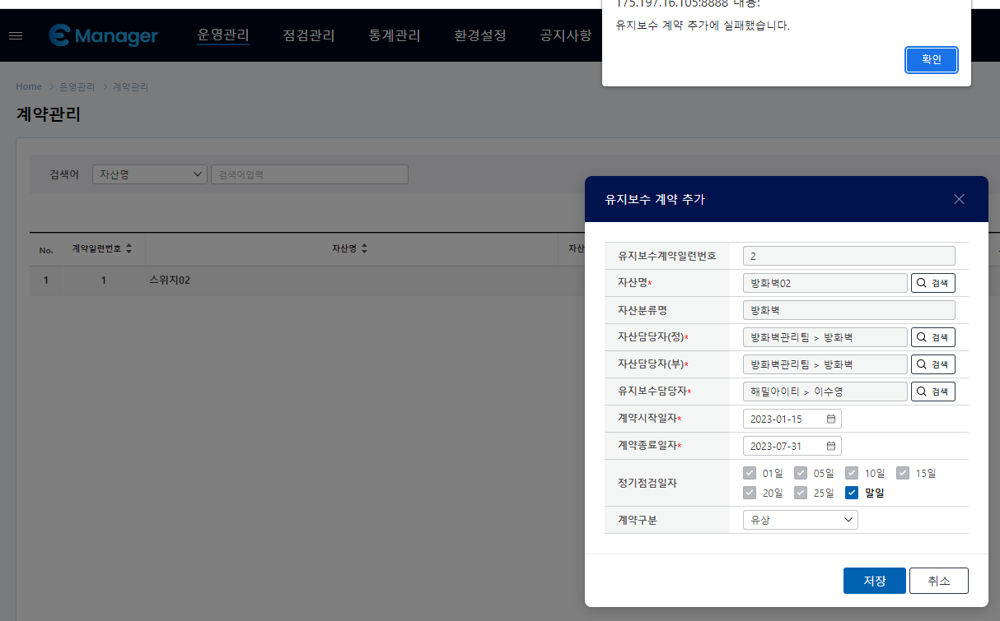 175.197.16.105:8888 내용:
유지보수 계약 추가에 실패했습니다.
확인
Manager 운영관리 점검관리 통계관리 환경설정 공지사항
Home > 운영관리 > 계약관리
계약관리
검색어 자산명 검색어입력
No. 계약일련번호 자산명 자산
1 1 스위치02
유지보수 계약 추가
유지보수계약일련번호 2
자산명* 방화벽02 검색
자산분류명 방화벽
자산담당자(정)* 방화벽관리팀 > 방화벽 검색
자산담당자(부)* 방화벽관리팀 > 방화벽 검색
유지보수담당자* 해밀아이티 > 이수영 검색
계약시작일자* 2023-01-15
계약종료일자* 2023-07-31
정기점검일자 01일 05일 10일 15일
20일 25일 말일
계약구분 유상
저장 취소